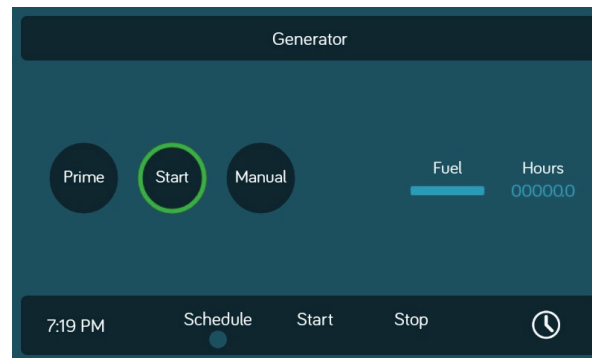 Generator
Prime Start Manual
Fuel Hours
00000.0
7:19 PM Schedule Start Stop